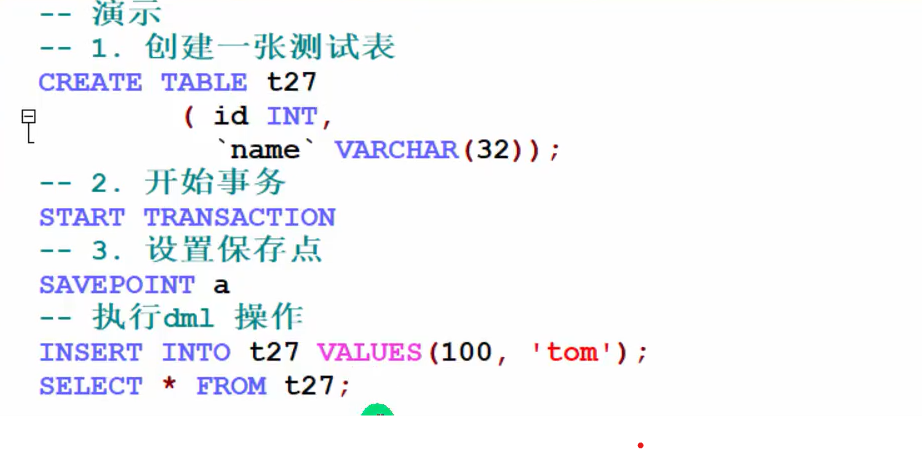 -- 演示
-- 1. 创建一张测试表
CREATE TABLE t27
( id INT,
`name` VARCHAR(32));
-- 2. 开始事务
START TRANSACTION
-- 3. 设置保存点
SAVEPOINT a
-- 执行dml 操作
INSERT INTO t27 VALUES(100, 'tom');
SELECT * FROM t27;